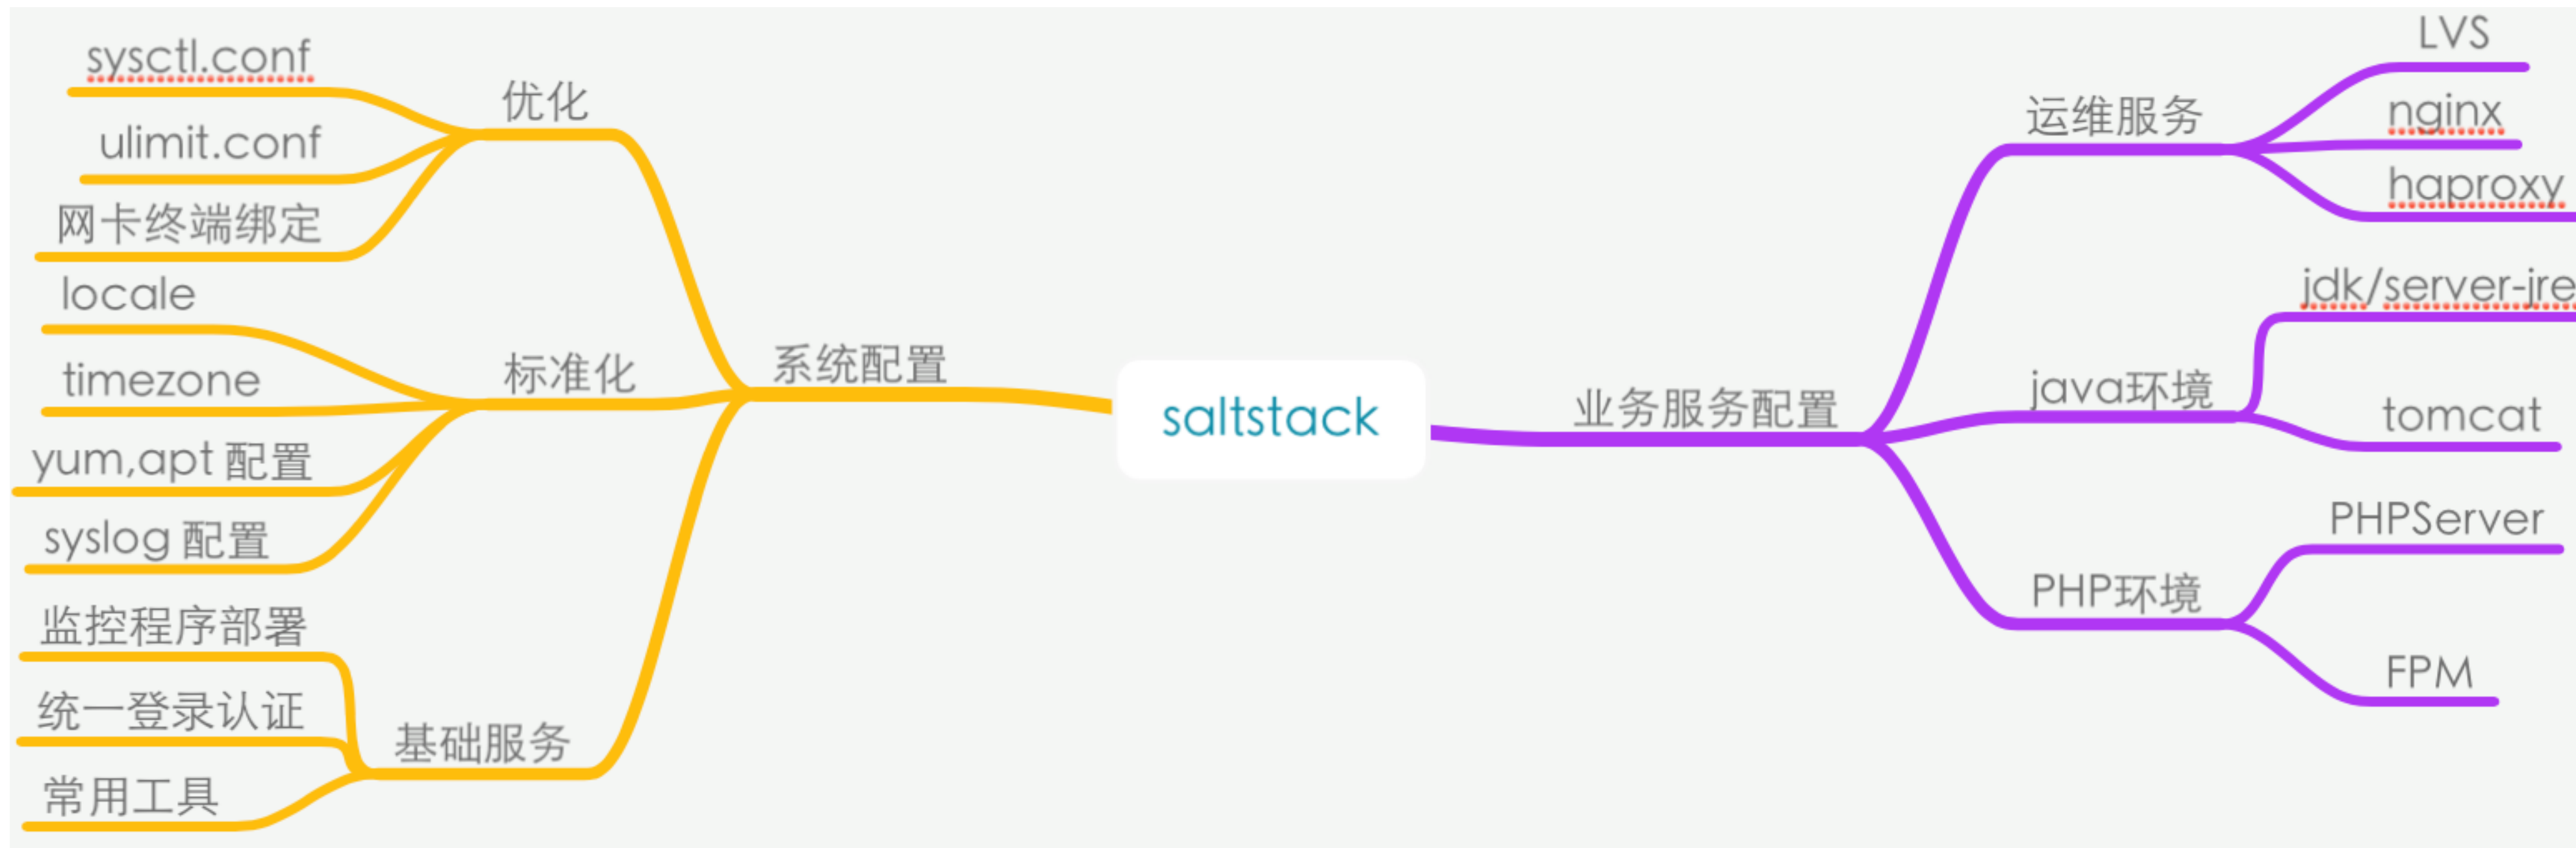 sysctl.conf
ulimit.conf
网卡终端绑定
优化
locale
timezone
yum,apt 配置
syslog 配置
标准化
监控程序部署
统一登录认证
常用工具
基础服务
系统配置
saltstack
业务服务配置
运维服务
LVS
nginx
haproxy
java环境
jdk/server-jre
tomcat
PHP环境
PHPServer
FPM